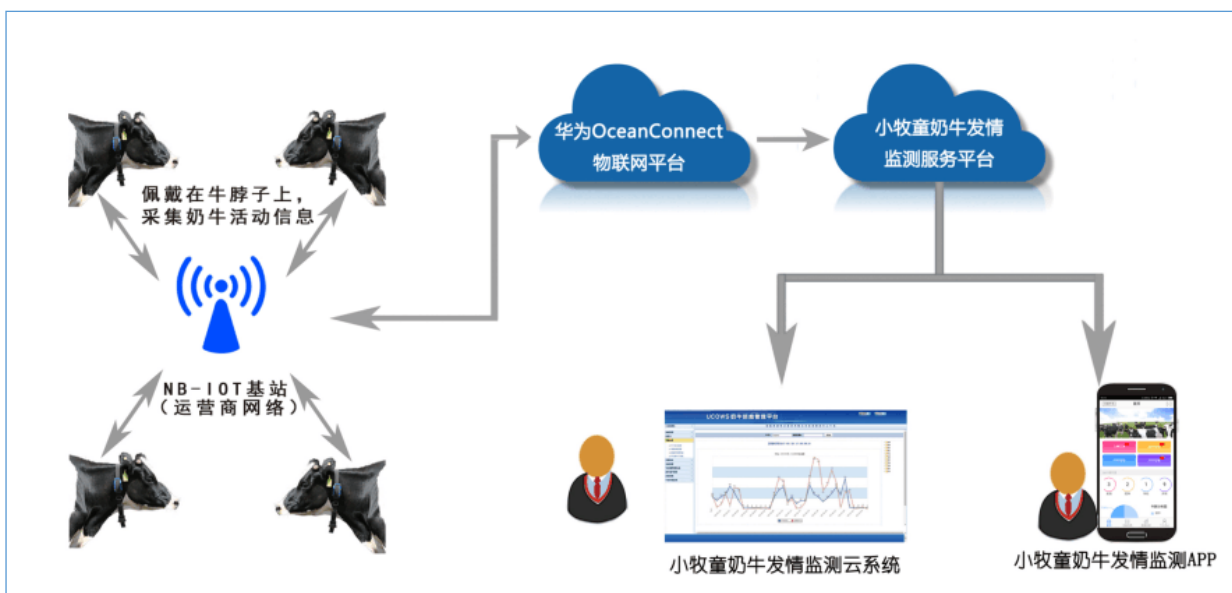 华为OceanConnect
物联网平台
小牧童奶牛发情
监测服务平台
佩戴在牛脖子上，
采集奶牛活动信息
NB-IOT基站
（运营商网络）
小牧童奶牛发情监测云系统
小牧童奶牛发情监测APP